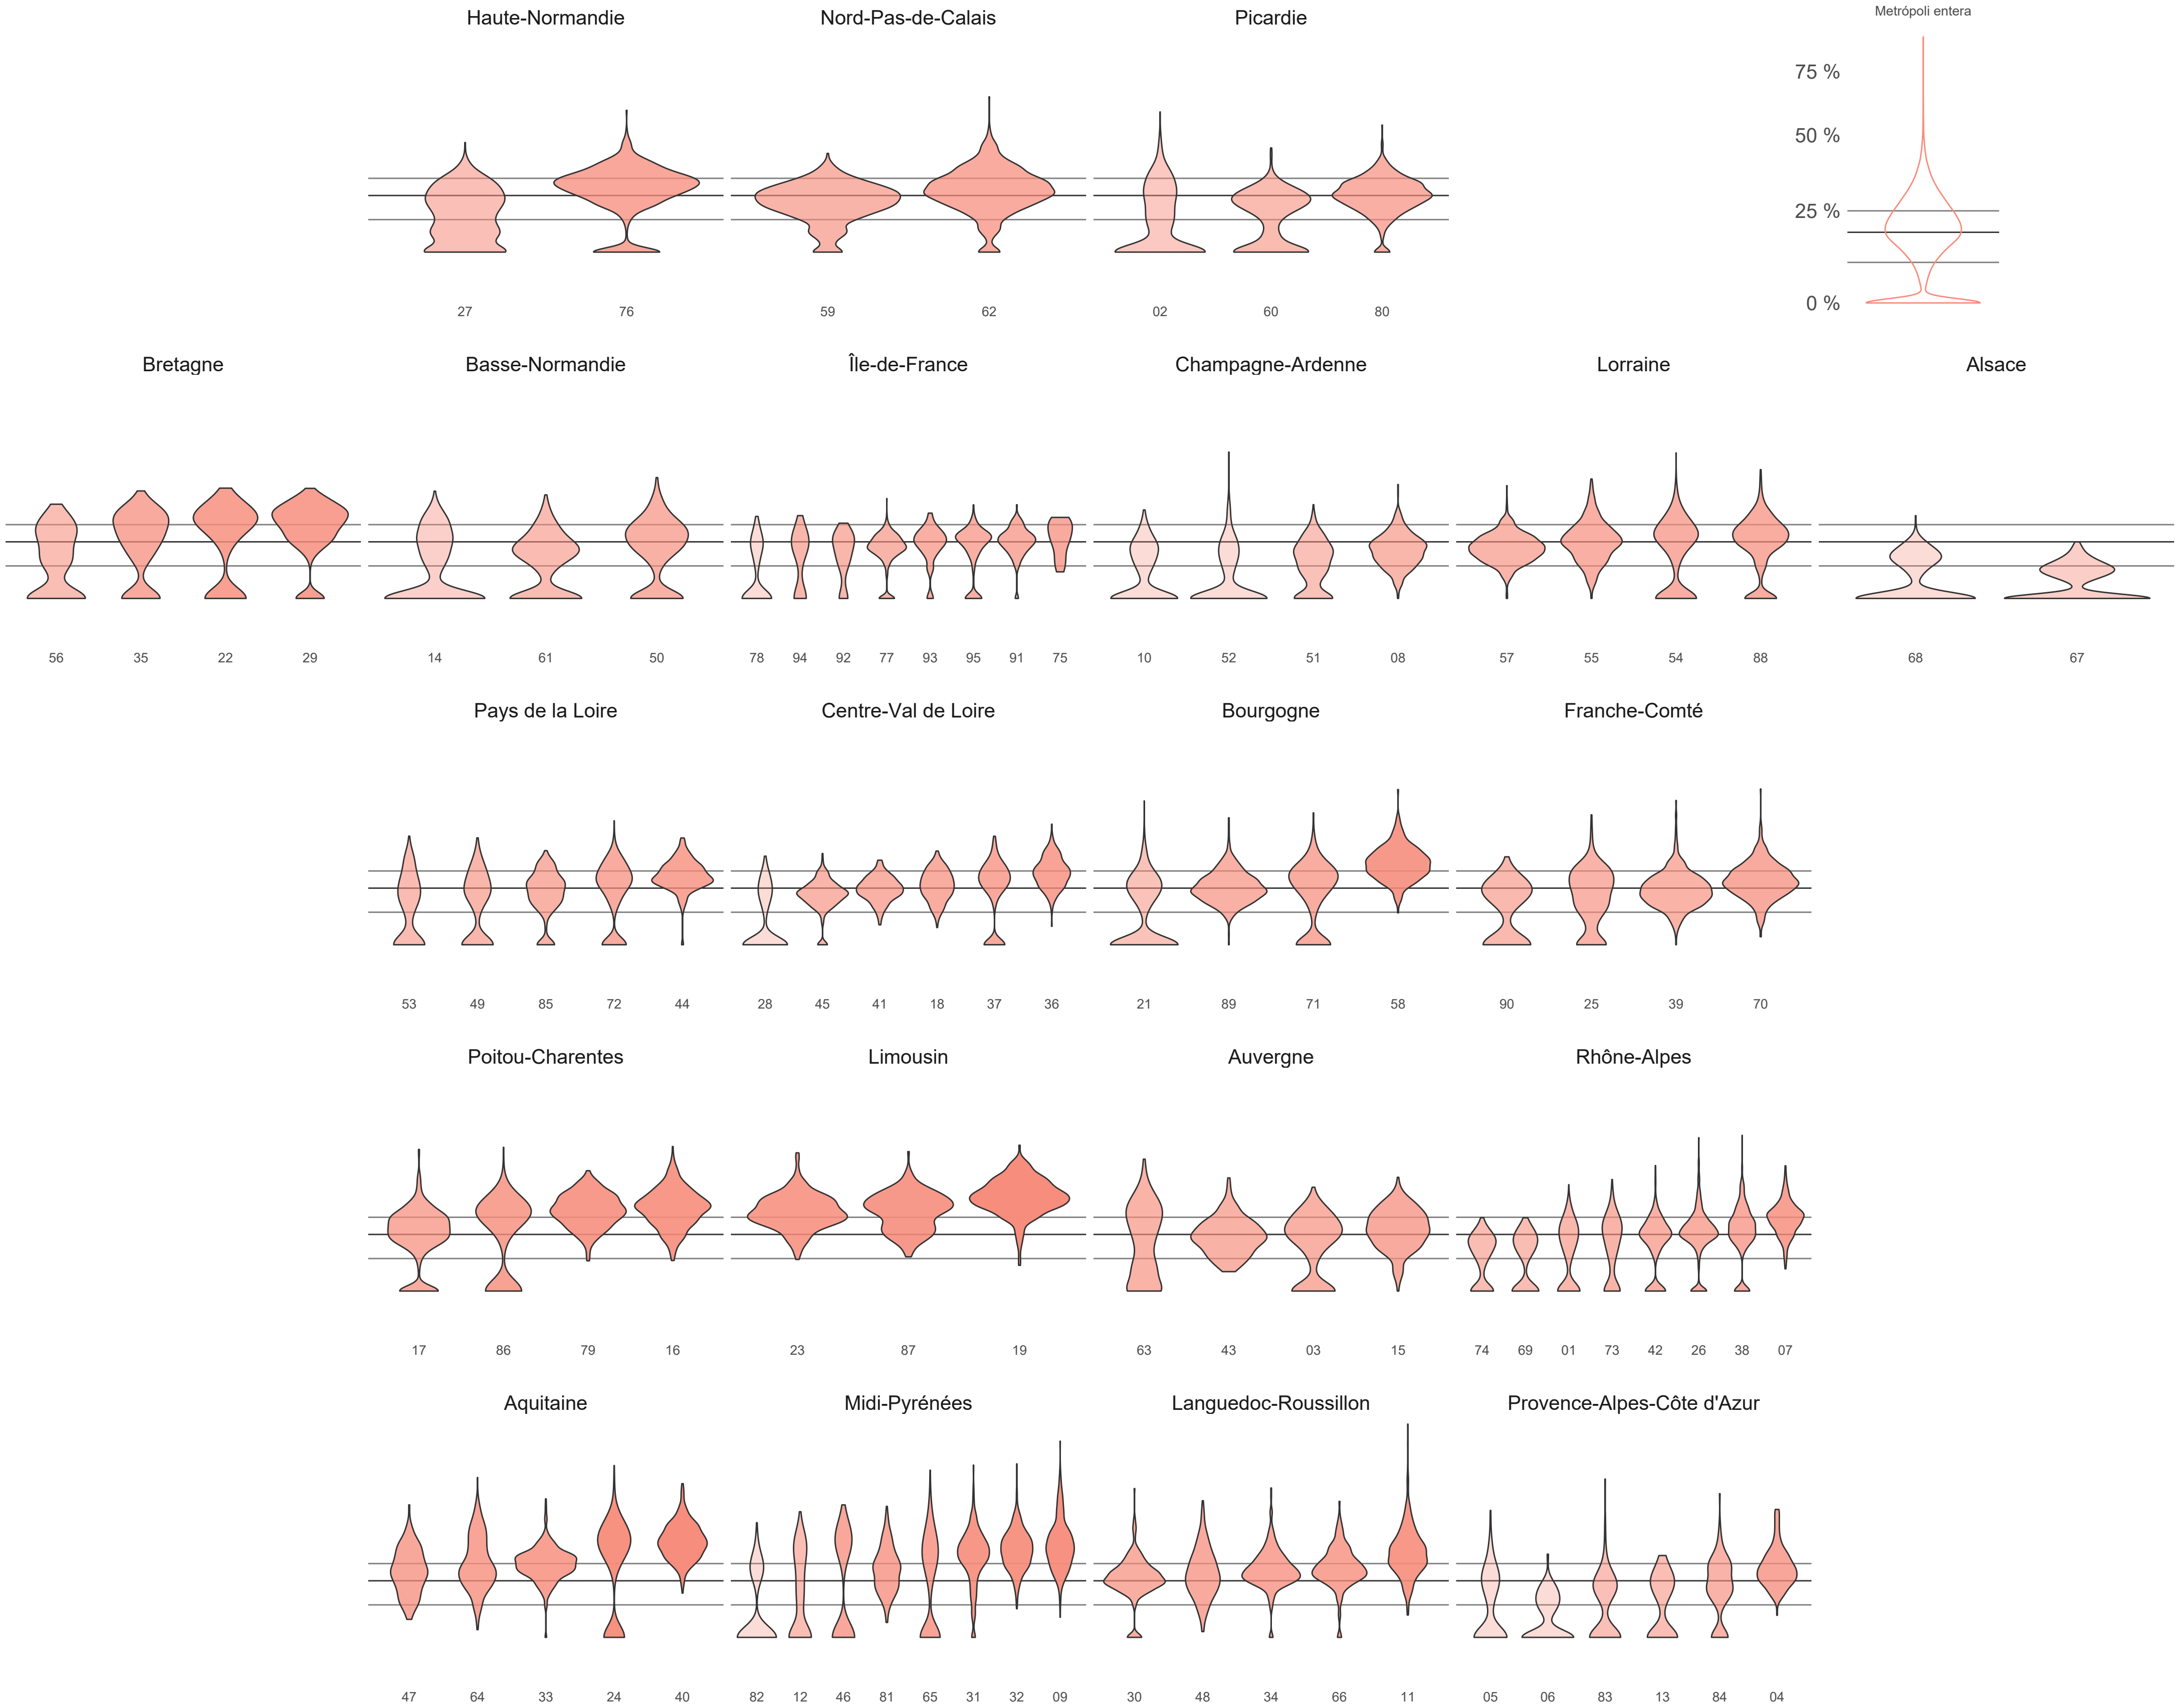 Haute-Normandie Nord-Pas-de-Calais Picardie Metrópoli entera
75 %
50 %
25 %
0 %
27 76 59 62 02 60 80
Bretagne Basse-Normandie Île-de-France Champagne-Ardenne Lorraine Alsace
56 35 22 29 14 61 50 78 94 92 77 93 95 91 75 10 52 51 08 57 55 54 88 68 67
Pays de la Loire Centre-Val de Loire Bourgogne Franche-Comté
53 49 85 72 44 28 45 41 18 37 36 21 89 71 58 90 25 39 70
Poitou-Charentes Limousin Auvergne Rhône-Alpes
17 86 79 16 23 87 19 63 43 03 15 74 69 01 73 42 26 38 07
Aquitaine Midi-Pyrénées Languedoc-Roussillon Provence-Alpes-Côte d'Azur
47 64 33 24 40 82 12 46 81 65 31 32 09 30 48 34 66 11 05 06 83 13 84 04